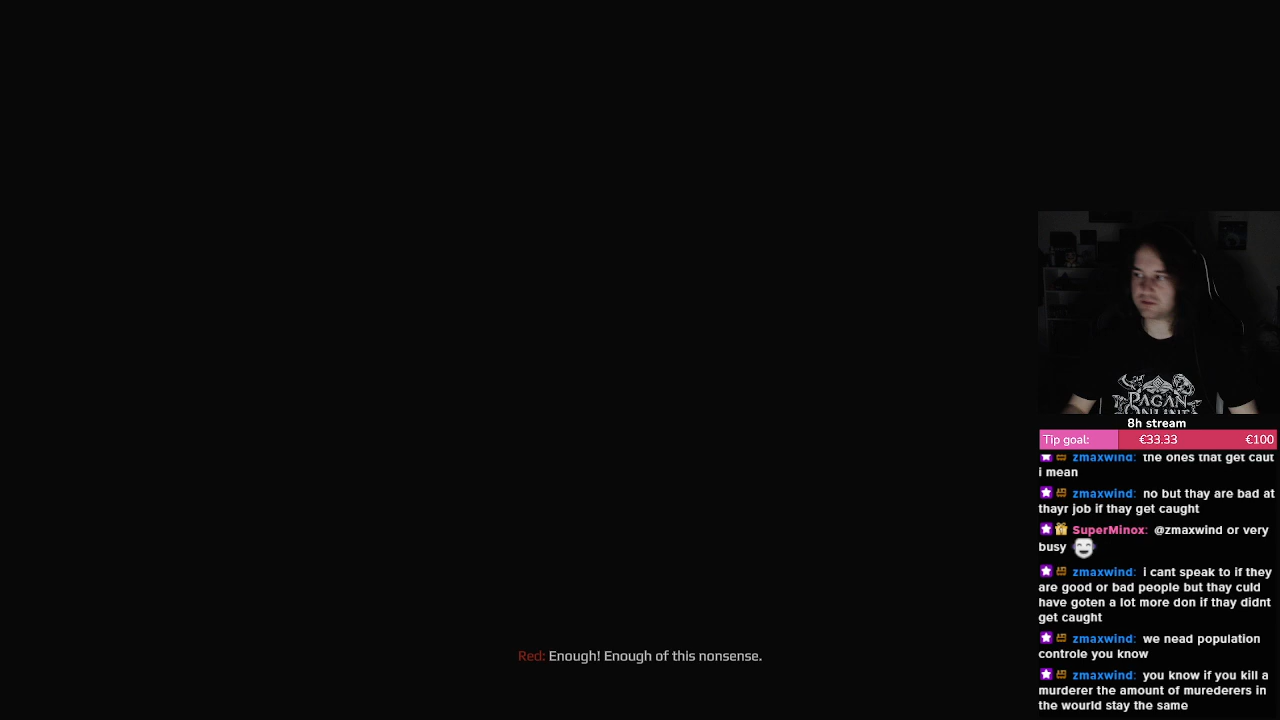 PAGAN
ONLINE
8h stream
Tip goal: €33.33 €100
zmaxwind: the ones that get caut
i mean
zmaxwind: no but thay are bad at
thayr job if thay get caught
SuperMinox: @zmaxwind or very
busy
zmaxwind: i cant speak to if they
are good or bad people but thay culd
have goten a lot more don if thay didnt
get caught
zmaxwind: we nead population
controle you know
zmaxwind: you know if you kill a
murderer the amount of murederers in
the wourld stay the same
Red: Enough! Enough of this nonsense.